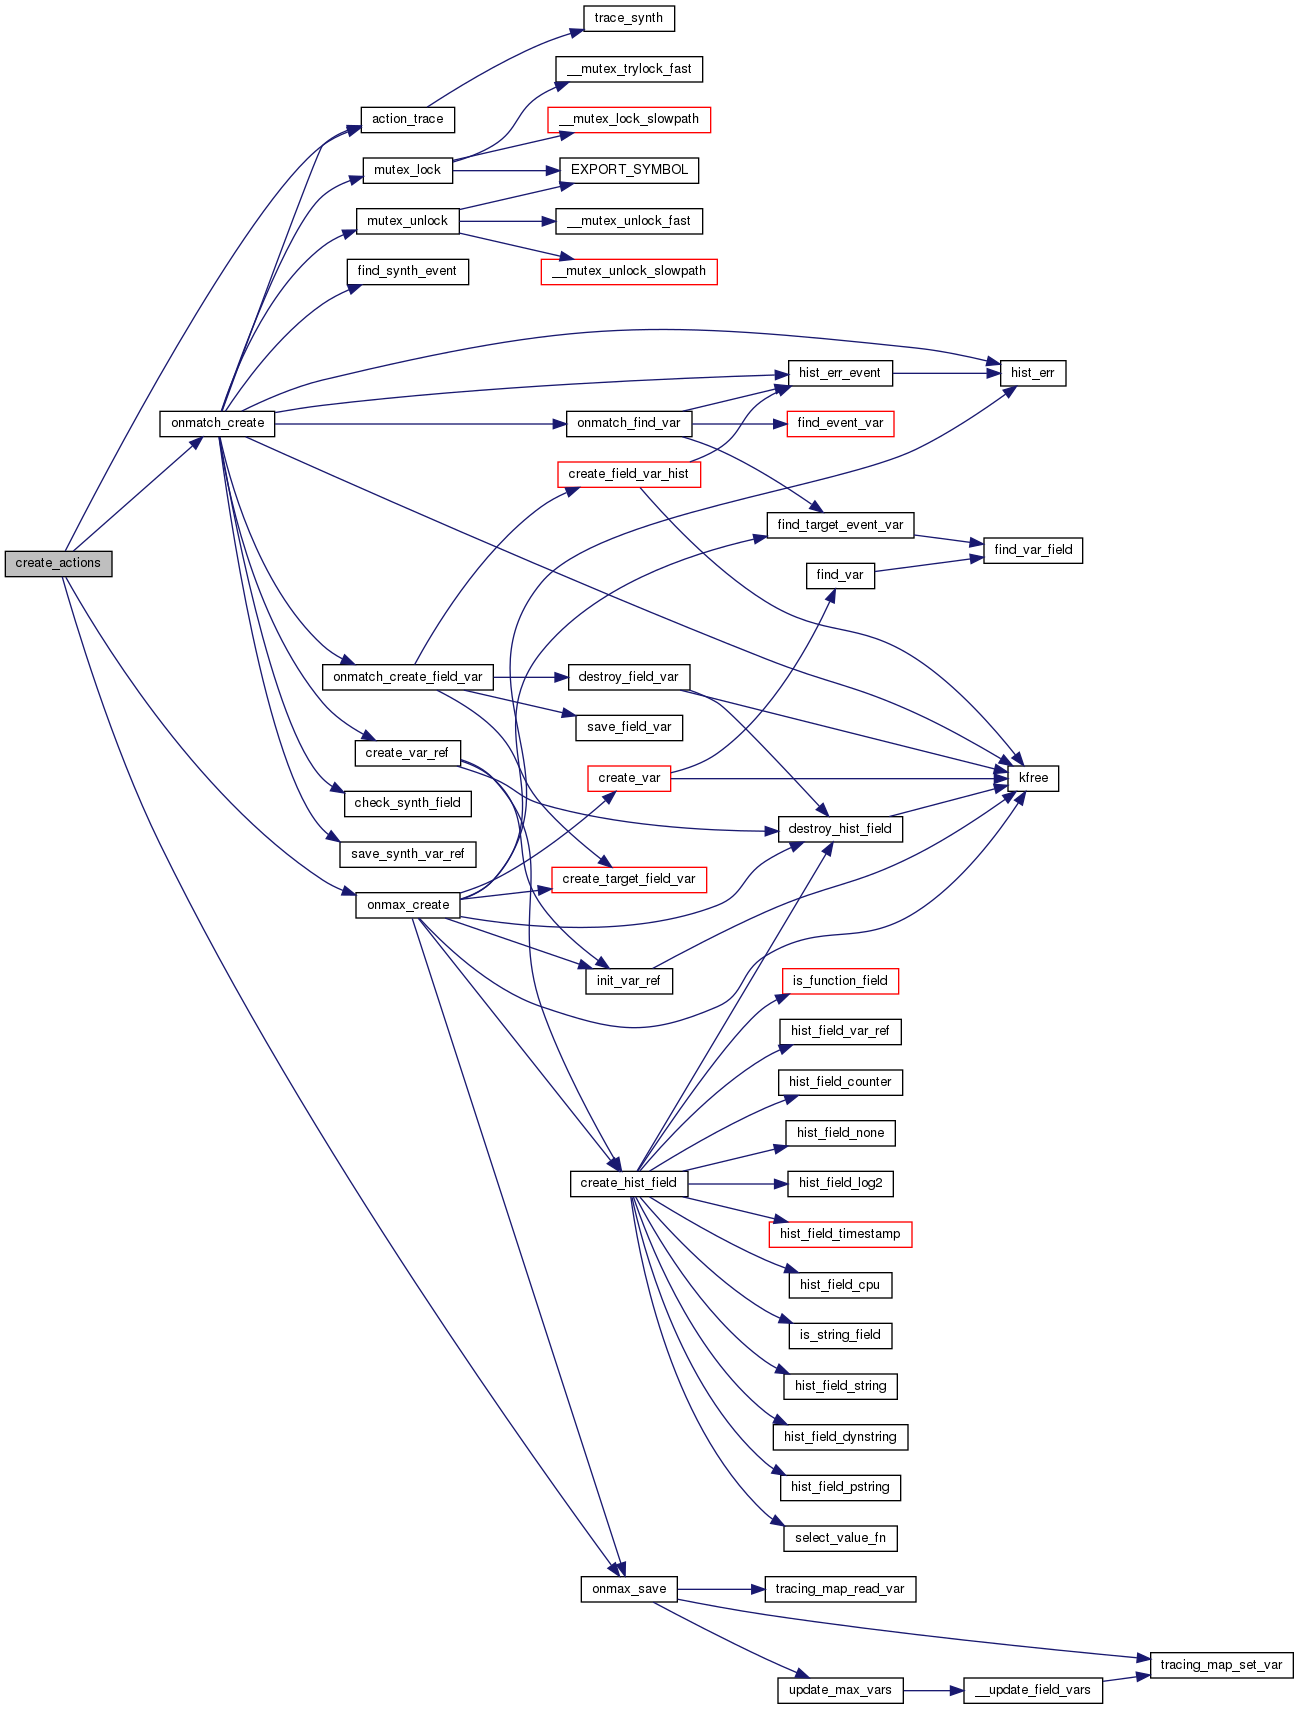 trace_synth
__mutex_trylock_fast
action_trace
__mutex_lock_slowpath
mutex_lock
EXPORT_SYMBOL
mutex_unlock
__mutex_unlock_fast
find_synth_event
__mutex_unlock_slowpath
hist_err_event
hist_err
onmatch_create
onmatch_find_var
find_event_var
create_field_var_hist
find_target_event_var
find_var_field
create_actions
find_var
onmatch_create_field_var
destroy_field_var
save_field_var
create_var_ref
create_var
kfree
check_synth_field
destroy_hist_field
save_synth_var_ref
create_target_field_var
onmax_create
init_var_ref
is_function_field
hist_field_var_ref
hist_field_counter
hist_field_none
create_hist_field
hist_field_log2
hist_field_timestamp
hist_field_cpu
is_string_field
hist_field_string
hist_field_dynstring
hist_field_pstring
select_value_fn
onmax_save
tracing_map_read_var
tracing_map_set_var
update_max_vars
__update_field_vars